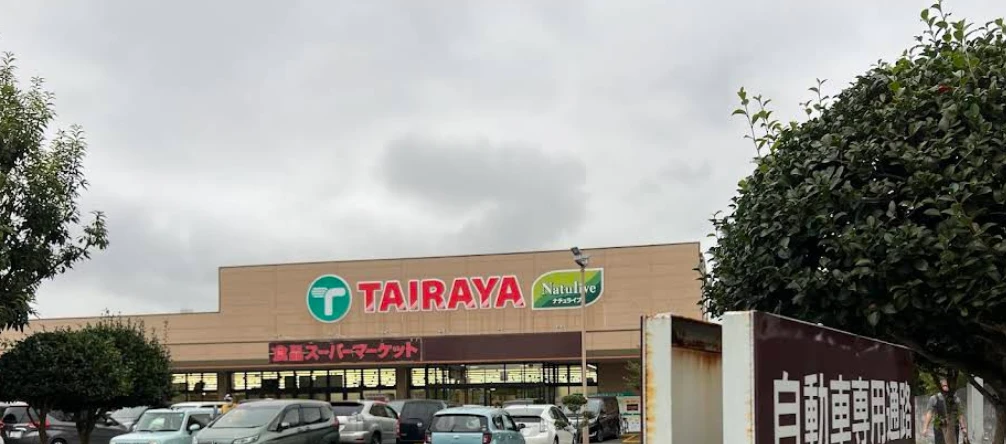 TAIRAYA
Natulive
ナチュライブ
食品スーパーマーケット
自動車専用通路